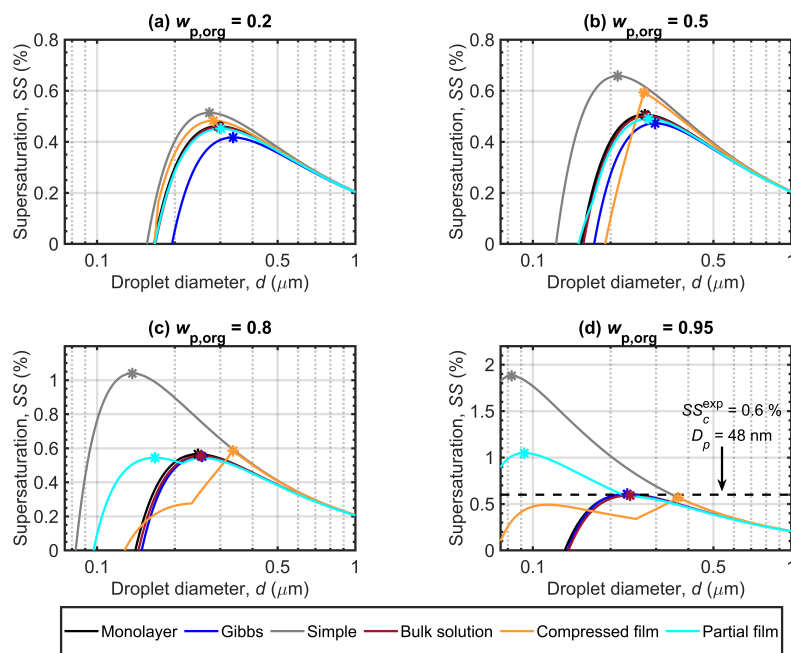 (a) w_p,org = 0.2
Supersaturation, SS (%)
0.8
0.6
0.4
0.2
0
0.1
0.5
1
Droplet diameter, d (μm)
(b) w_p,org = 0.5
Supersaturation, SS (%)
0.8
0.6
0.4
0.2
0
0.1
0.5
1
Droplet diameter, d (μm)
(c) w_p,org = 0.8
Supersaturation, SS (%)
1
0.8
0.6
0.4
0.2
0
0.1
0.5
1
Droplet diameter, d (μm)
(d) w_p,org = 0.95
Supersaturation, SS (%)
2
1.5
1
0.5
0
0.1
0.5
1
Droplet diameter, d (μm)
SS_c^exp = 0.6 %
D_p = 48 nm
Monolayer Gibbs Simple Bulk solution Compressed film Partial film